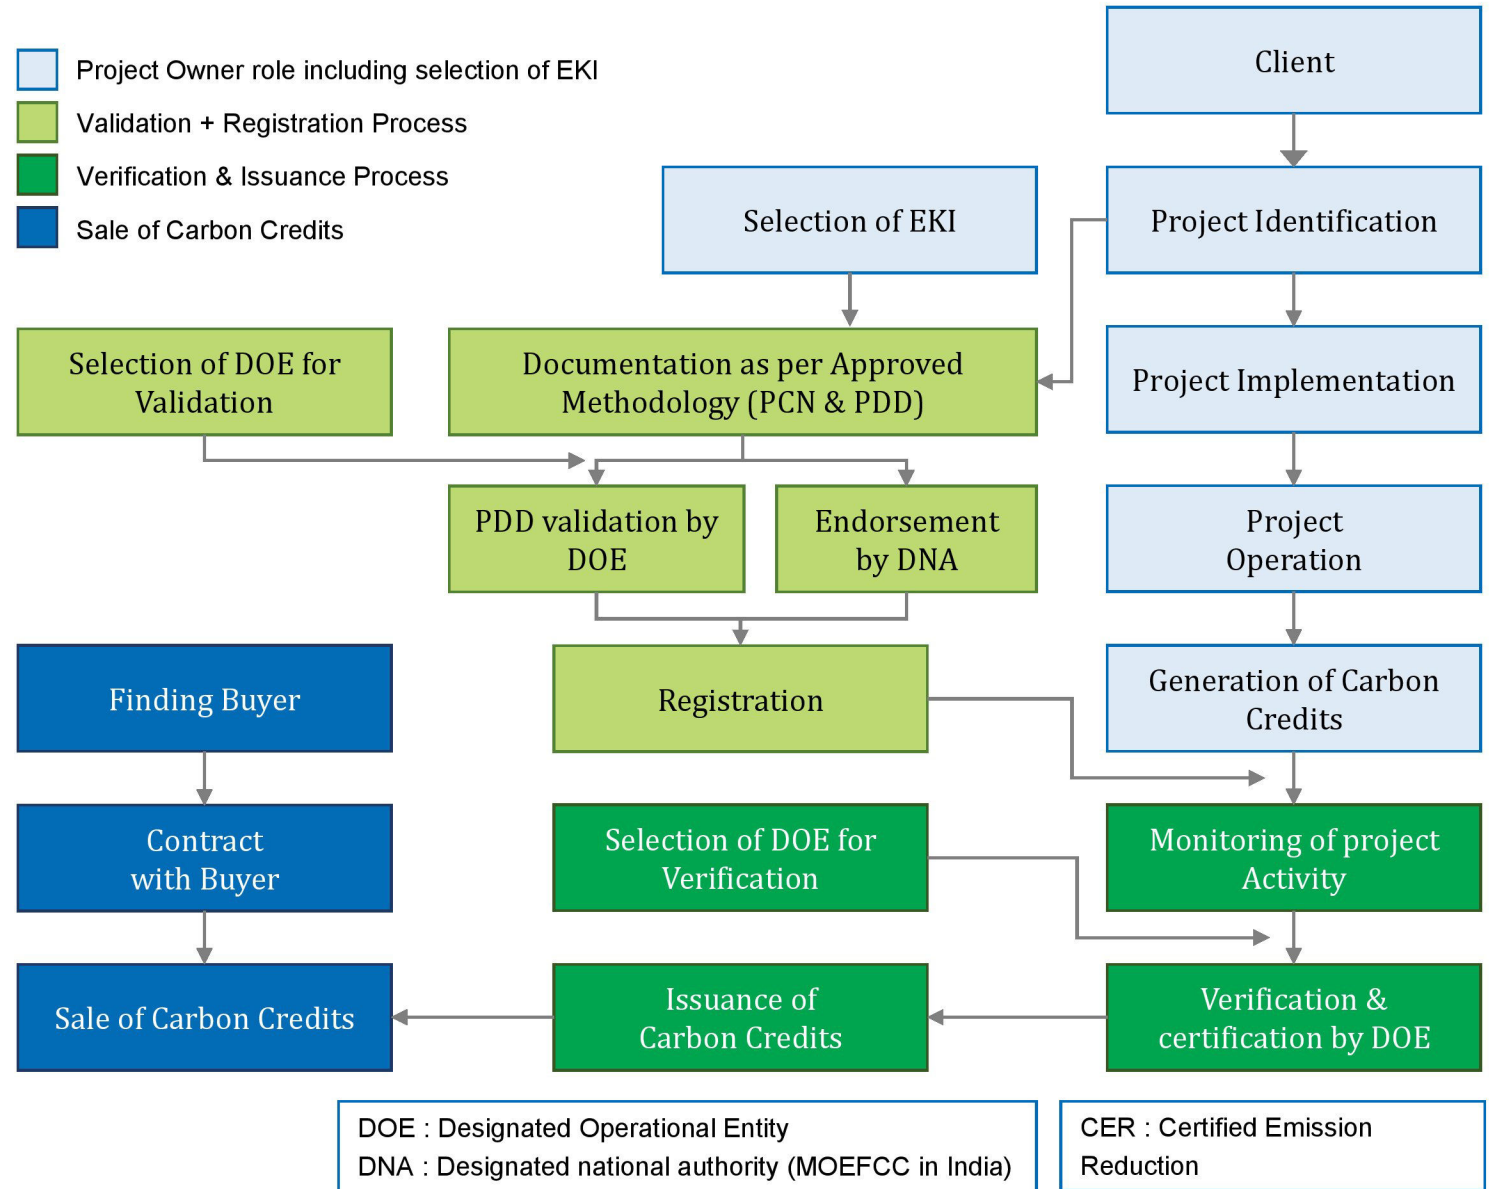 Project Owner role including selection of EKI
Validation + Registration Process
Verification & Issuance Process
Sale of Carbon Credits
Client
Selection of EKI
Project Identification
Selection of DOE for
Validation
Documentation as per Approved
Methodology (PCN & PDD)
Project Implementation
PDD validation by
DOE
Endorsement
by DNA
Project
Operation
Finding Buyer
Registration
Generation of Carbon
Credits
Contract
with Buyer
Selection of DOE for
Verification
Monitoring of project
Activity
Sale of Carbon Credits
Issuance of
Carbon Credits
Verification &
certification by DOE
DOE : Designated Operational Entity
DNA : Designated national authority (MOEFCC in India)
CER : Certified Emission
Reduction